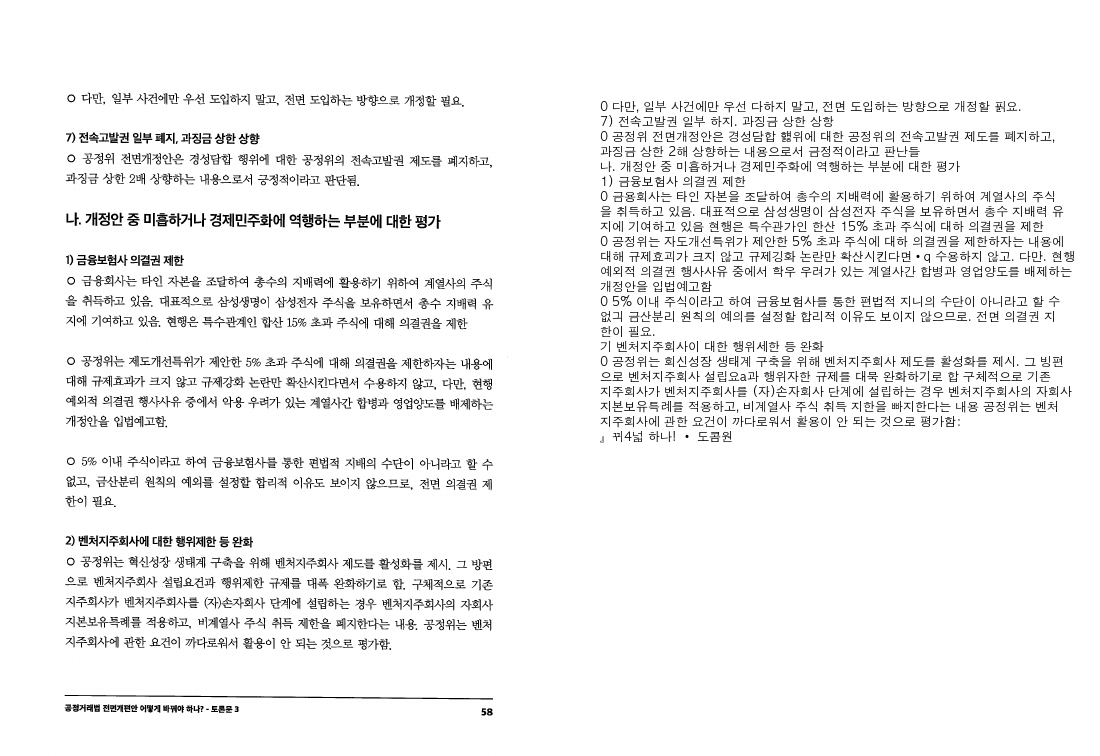 ㅇ 다만, 일부 사건에만 우선 도입하지 말고, 전면 도입하는 방향으로 개정할 필요.
7) 전속고발권 일부 폐지, 과징금 상한 상향
ㅇ 공정위 전면개정안은 경성담합 행위에 대한 공정위의 전속고발권 제도를 폐지하고,
과징금 상한 2배 상향하는 내용으로서 긍정적이라고 판단됨.
나. 개정안 중 미흡하거나 경제민주화에 역행하는 부분에 대한 평가
1) 금융보험사 의결권 제한
ㅇ 금융회사는 타인 자본을 조달하여 총수의 지배력에 활용하기 위하여 계열사의 주식
을 취득하고 있음. 대표적으로 삼성생명이 삼성전자 주식을 보유하면서 총수 지배력 유
지에 기여하고 있음. 현행은 특수관계인 합산 15% 초과 주식에 대해 의결권을 제한
ㅇ 공정위는 제도개선특위가 제안한 5% 초과 주식에 대해 의결권을 제한하자는 내용에
대해 규제효과가 크지 않고 규제강화 논란만 확산시킨다면서 수용하지 않고, 다만, 현행
예외적 의결권 행사사유 중에서 악용 우려가 있는 계열사간 합병과 영업양도를 배제하는
개정안을 입법예고함.
ㅇ 5% 이내 주식이라고 하여 금융보험사를 통한 편법적 지배의 수단이 아니라고 할 수
없고, 금산분리 원칙의 예외를 설정할 합리적 이유도 보이지 않으므로, 전면 의결권 제
한이 필요.
2) 벤처지주회사에 대한 행위제한 등 완화
ㅇ 공정위는 혁신성장 생태계 구축을 위해 벤처지주회사 제도를 활성화를 제시. 그 방편
으로 벤처지주회사 설립요건과 행위제한 규제를 대폭 완화하기로 함. 구체적으로 기존
지주회사가 벤처지주회사를 (자)손자회사 단계에 설립하는 경우 벤처지주회사의 자회사
지분보유특례를 적용하고, 비계열사 주식 취득 제한을 폐지한다는 내용. 공정위는 벤처
지주회사에 관한 요건이 까다로워서 활용이 안 되는 것으로 평가함.
공정거래법 전면개편안 어떻게 바꿔야 하나? - 토론문 3
58
0 다만, 일부 사건에만 우선 다하지 말고, 전면 도입하는 방향으로 개정할 픩요.
7) 전속고발권 일부 하지. 과징금 상한 상향
0 공정위 전면개정안은 경성담합 햂위에 대한 공정위의 전속고발권 제도를 폐지하고,
과징금 상한 2해 상향하는 내용으로서 금정적이라고 판난들
나. 개정안 중 미흡하거나 경제민주화에 역행하는 부분에 대한 평가
1) 금융보험사 의결권 제한
0 금융회사는 타인 자본을 조달하여 총수의 지배력에 활용하기 위하여 계열사의 주식
을 취득하고 있음. 대표적으로 삼성생명이 삼성전자 주식을 보유하면서 총수 지배력 유
지에 기여하고 있음 현행은 특수관가인 한산 15% 초과 주식에 대하 의결권을 제한
0 공정위는 자도개선특위가 제안한 5% 초과 주식에 대하 의결권을 제한하자는 내용에
대해 규제효괴가 크지 않고 규제깅화 논란만 확산시킨다면 • q 수용하지 않고. 다만. 현행
예외적 의결권 행사사유 중에서 학우 우려가 있는 계열사간 합병과 영업양도를 배제하는
개정안을 입법예고함
0 5% 이내 주식이라고 하여 금융보험사를 통한 편법적 지니의 수단이 아니라고 할 수
없긔 금산분리 원칙의 예의를 설정할 합리적 이유도 보이지 않으므로. 전면 의결권 지
한이 필요.
기 벤처지주회사이 대한 행위세한 등 완화
0 공정위는 희신성장 생태계 구축을 위해 벤처지주회사 제도를 활성화를 제시. 그 빙편
으로 벤처지주회사 설립요a과 행위자한 규제를 대묵 완화하기로 합 구체적으로 기존
지주회사가 벤처지주회사를 (자)손자회사 단계에 설립하는 경우 벤처지주회사의 자회사
지본보유특례를 적용하고, 비계열사 주식 취득 지한을 빠지한다는 내용 공정위는 벤처
지주회사에 관한 요건이 까다로워서 활용이 안 되는 것으로 평가함:
』 뀌4넓 하나! • 도콤원